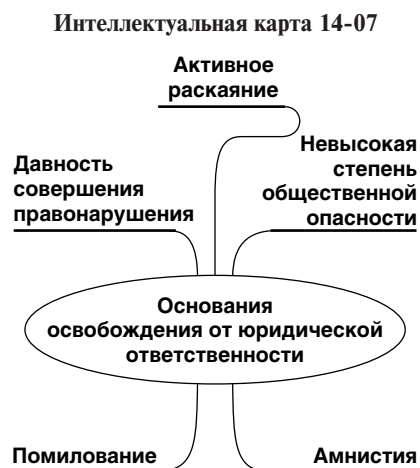 Интеллектуальная карта 14-07
Активное
раскаяние
Давность
совершения
правонарушения
Невысокая
степень
общественной
опасности
Основания
освобождения от юридической
ответственности
Помилование
Амнистия